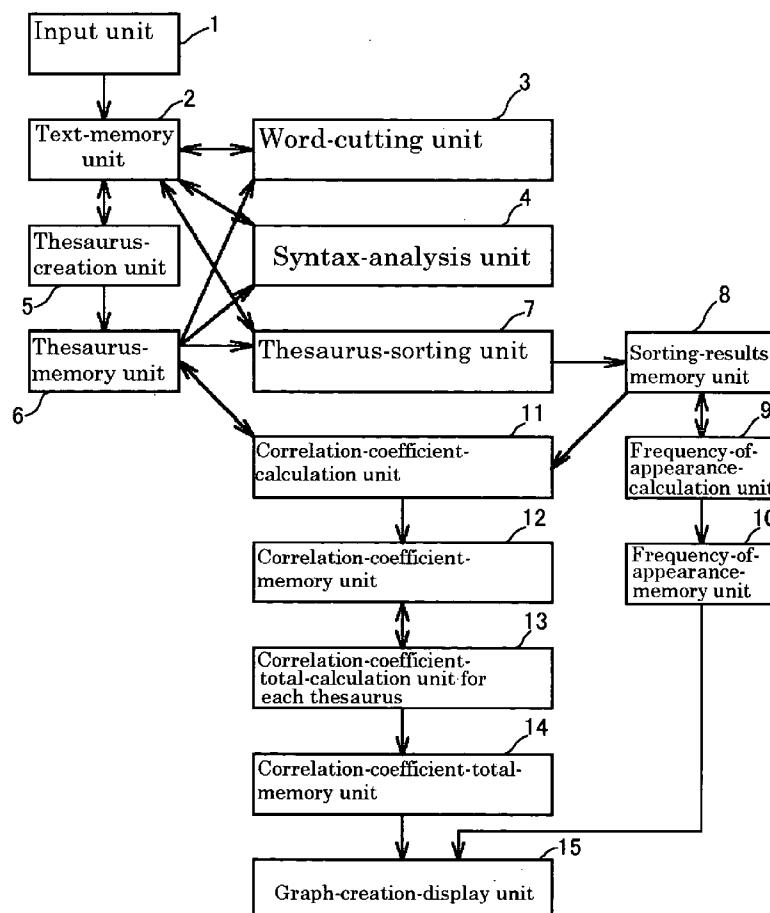 1
Input unit
2
Text-memory
unit
3
Word-cutting unit
4
Syntax-analysis unit
Thesaurus-
creation unit
5
7
Thesaurus-sorting unit
8
Sorting-results
memory unit
Thesaurus-
memory unit
6
11
Correlation-coefficient-
calculation unit
9
Frequency-of-
appearance-
calculation unit
12
Correlation-coefficient-
memory unit
10
Frequency-of-
appearance-
memory unit
13
Correlation-coefficient-
total-calculation unit for
each thesaurus
14
Correlation-coefficient-total-
memory unit
15
Graph-creation-display unit